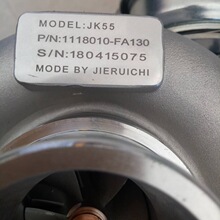 MODEL:JK55
P/N:1118010-FA130
S/N:180415075
MODE BY JIERUICHI